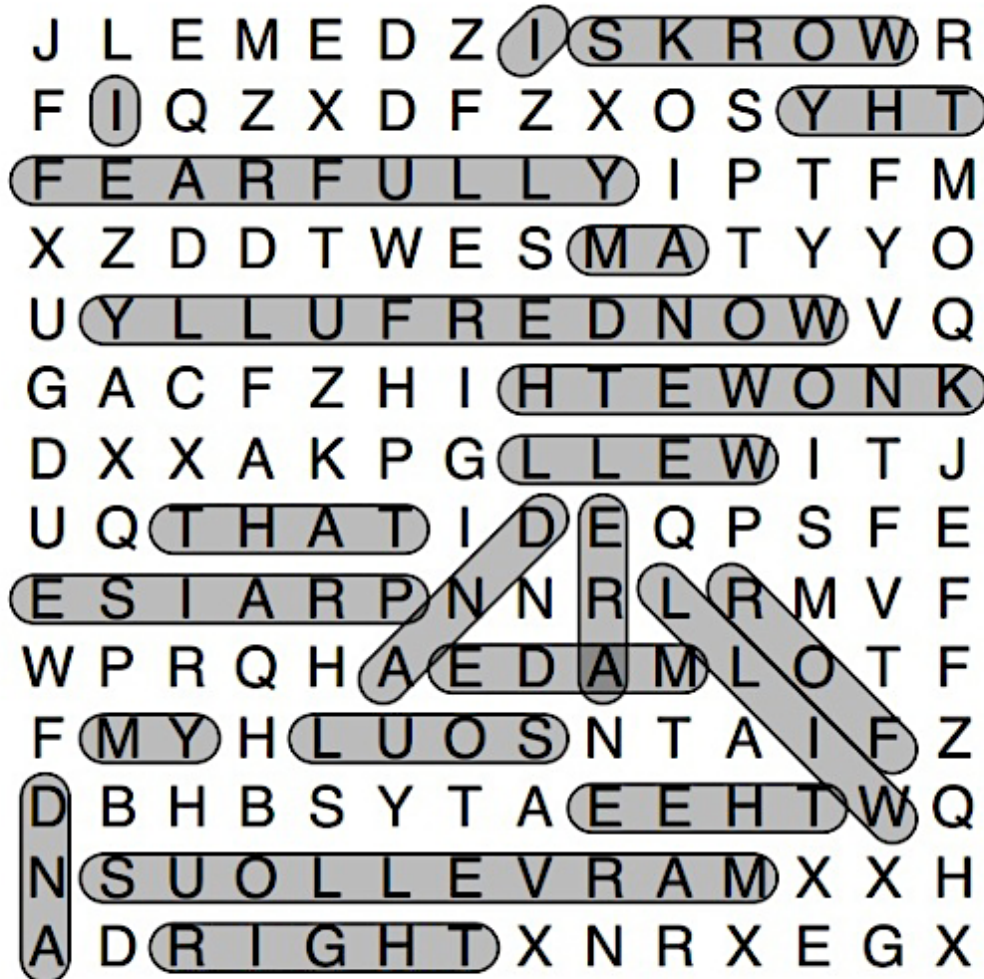 J L E M E D Z I S K R O W R
F I Q Z X D F Z X O S Y H T
F E A R F U L L Y I P T F M
X Z D D T W E S M A T Y Y O
U Y L L U F R E D N O W V Q
G A C F Z H I H T E W O N K
D X X A K P G L L E W I T J
U Q T H A T I D E Q P S F E
E S I A R P N N R L R M V F
W P R Q H A E D A M L O T F
F M Y H L U O S N T A I F Z
D B H B S Y T A E E H T W Q
N S U O L L E V R A M X X H
A D R I G H T X N R X E G X